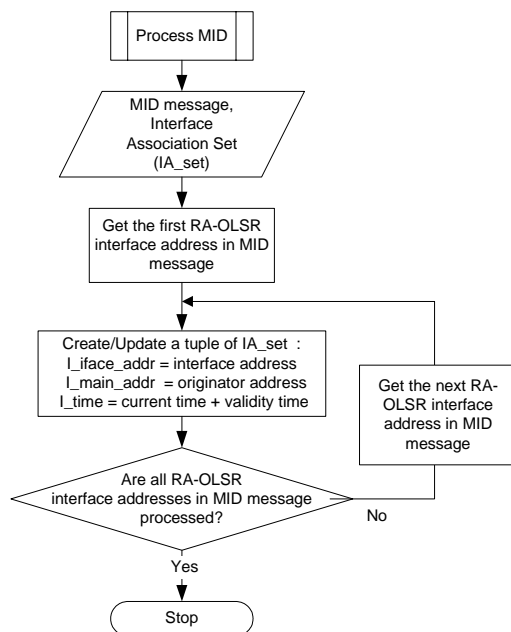 Process MID
MID message,
Interface
Association Set
(IA_set)
Get the first RA-OLSR
interface address in MID
message
Create/Update a tuple of IA_set :
I_iface_addr = interface address
I_main_addr = originator address
I_time = current time + validity time
Get the next RA-
OLSR interface
address in MID
message
Are all RA-OLSR
interface addresses in MID message
processed?
No
Yes
Stop